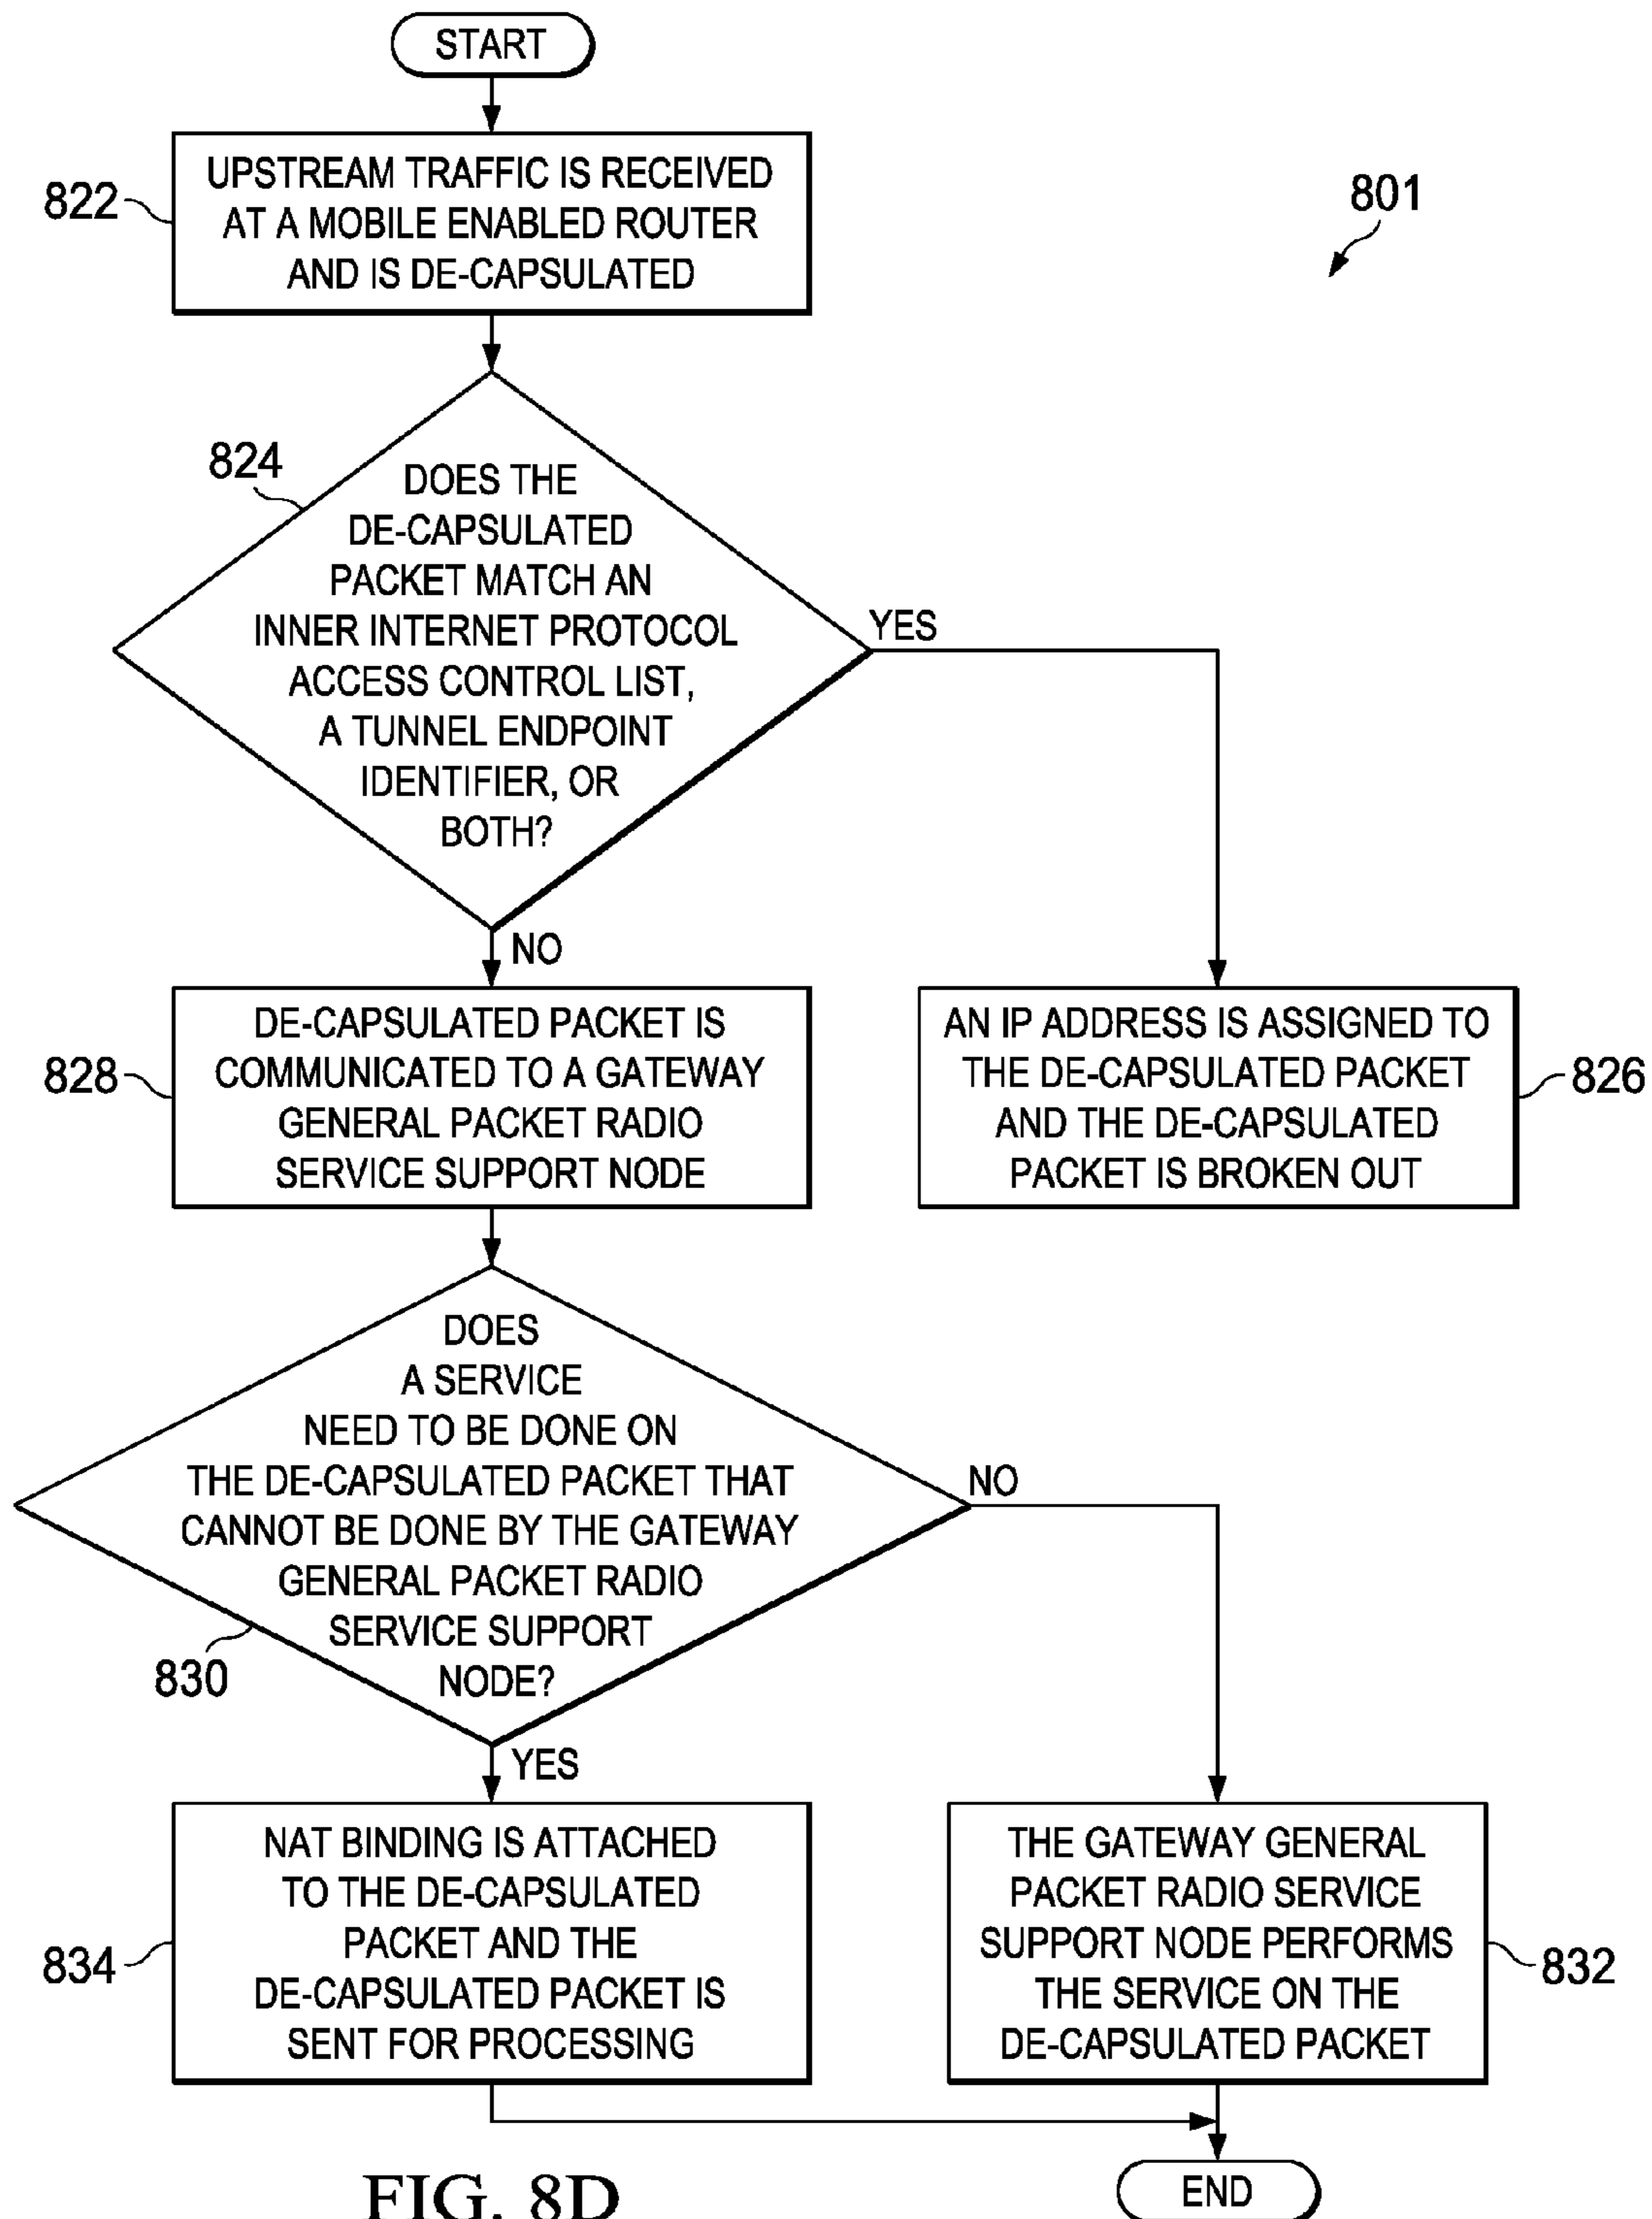 START
822
UPSTREAM TRAFFIC IS RECEIVED
AT A MOBILE ENABLED ROUTER
AND IS DE-CAPSULATED
801
824
DOES THE
DE-CAPSULATED
PACKET MATCH AN
INNER INTERNET PROTOCOL
ACCESS CONTROL LIST,
A TUNNEL ENDPOINT
IDENTIFIER, OR
BOTH?
YES
NO
828
DE-CAPSULATED PACKET IS
COMMUNICATED TO A GATEWAY
GENERAL PACKET RADIO
SERVICE SUPPORT NODE
AN IP ADDRESS IS ASSIGNED TO
THE DE-CAPSULATED PACKET
AND THE DE-CAPSULATED
PACKET IS BROKEN OUT
826
DOES
A SERVICE
NEED TO BE DONE ON
THE DE-CAPSULATED PACKET THAT
CANNOT BE DONE BY THE GATEWAY
GENERAL PACKET RADIO
SERVICE SUPPORT
NODE?
830
NO
YES
834
NAT BINDING IS ATTACHED
TO THE DE-CAPSULATED
PACKET AND THE
DE-CAPSULATED PACKET IS
SENT FOR PROCESSING
THE GATEWAY GENERAL
PACKET RADIO SERVICE
SUPPORT NODE PERFORMS
THE SERVICE ON THE
DE-CAPSULATED PACKET
832
FIG. 8D
END